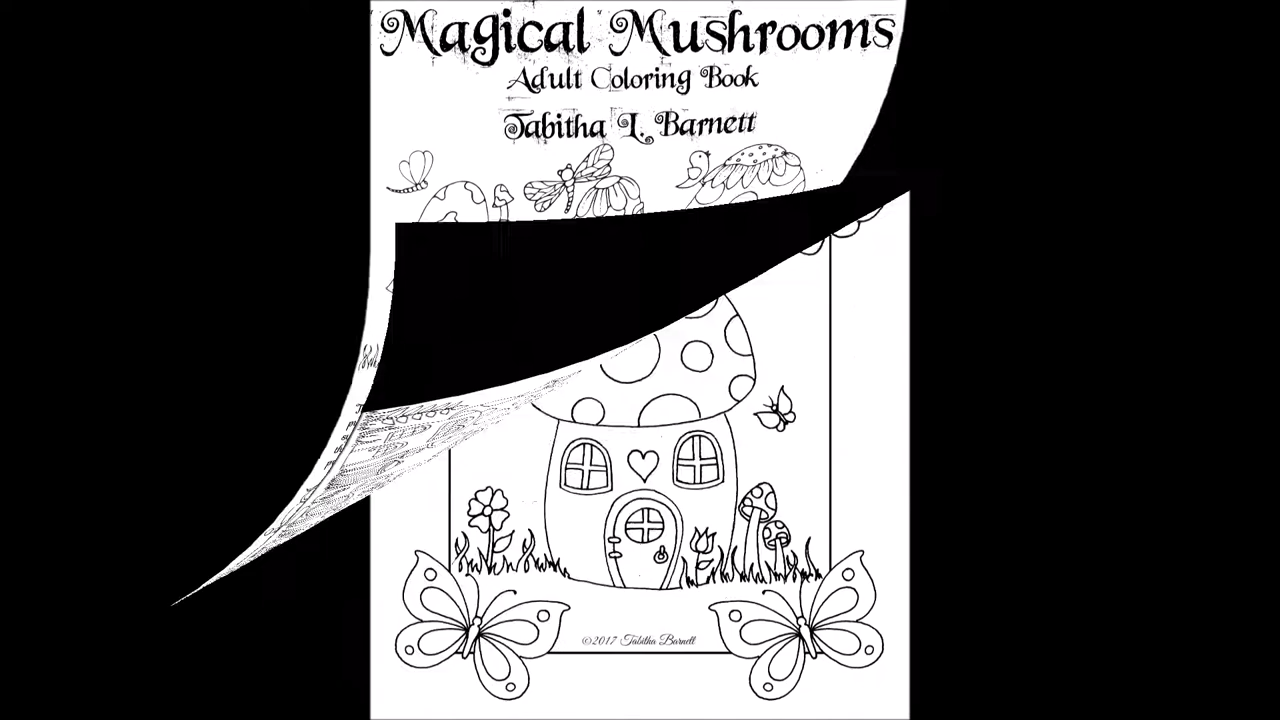 Magical Mushrooms
Adult Coloring Book
Tabitha L. Barnett
©2017 Tabitha Barnett